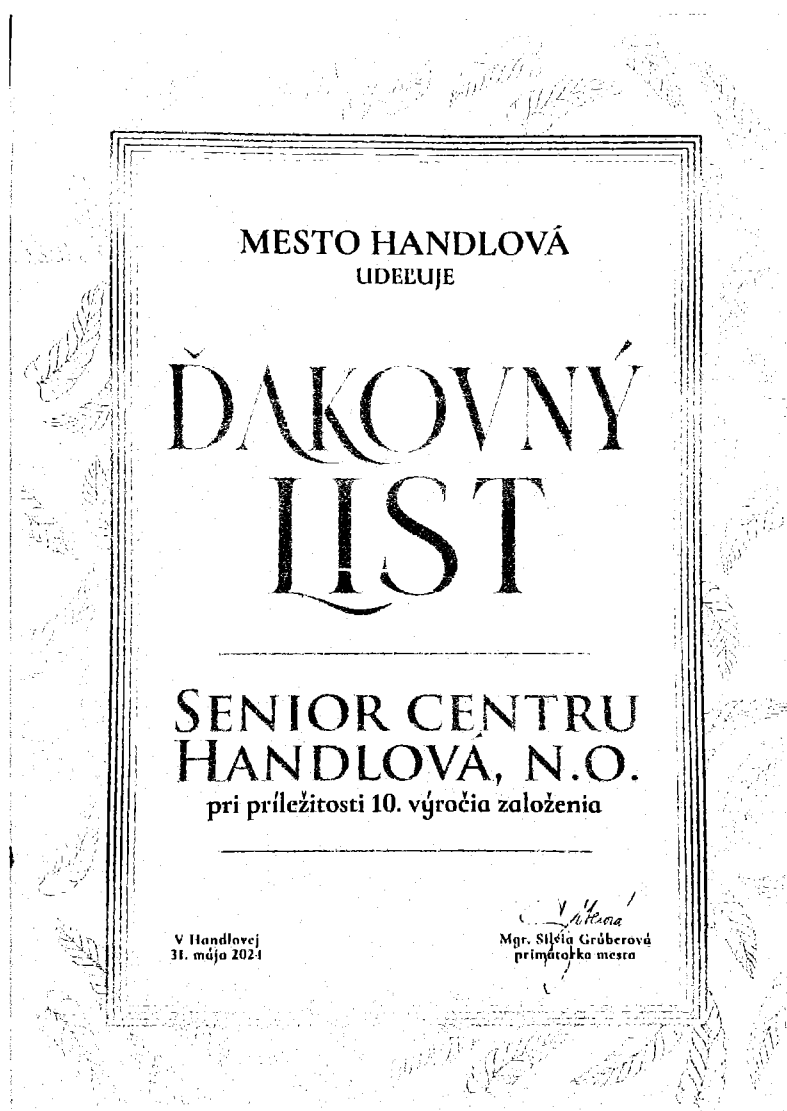 MESTO HANDLOVÁ
UDEĽUJE
ĎAKOVNÝ
LIST
SENIOR CENTRU
HANDLOVÁ, N.O.
pri príležitosti 10. výročia založenia
V Handlovej
31. mája 2024
Mgr. Silvia Grúberová
primátorka mesta